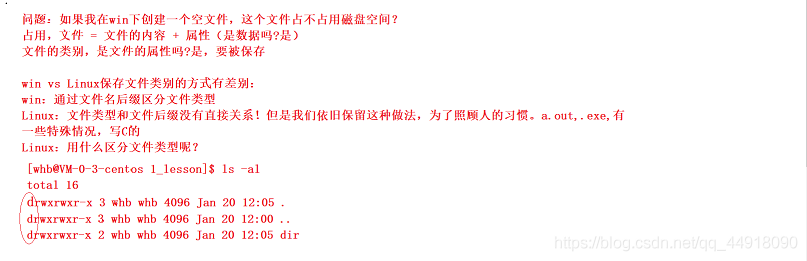 问题：如果我在win下创建一个空文件，这个文件占不占用磁盘空间？
占用，文件 = 文件的内容 + 属性（是数据吗?是）
文件的类别，是文件的属性吗?是，要被保存
win vs Linux保存文件类别的方式有差别：
win：通过文件名后缀区分文件类型
Linux：文件类型和文件后缀没有直接关系！但是我们依旧保留这种做法，为了照顾人的习惯。a.out,.exe,有
一些特殊情况，写C的
Linux：用什么区分文件类型呢？
[whb@VM-0-3-centos 1_lesson]$ ls -al
total 16
drwxrwxr-x 3 whb whb 4096 Jan 20 12:05 .
drwxrwxr-x 3 whb whb 4096 Jan 20 12:00 ..
drwxrwxr-x 2 whb whb 4096 Jan 20 12:05 dir
https://blog.csdn.net/qq_44918090